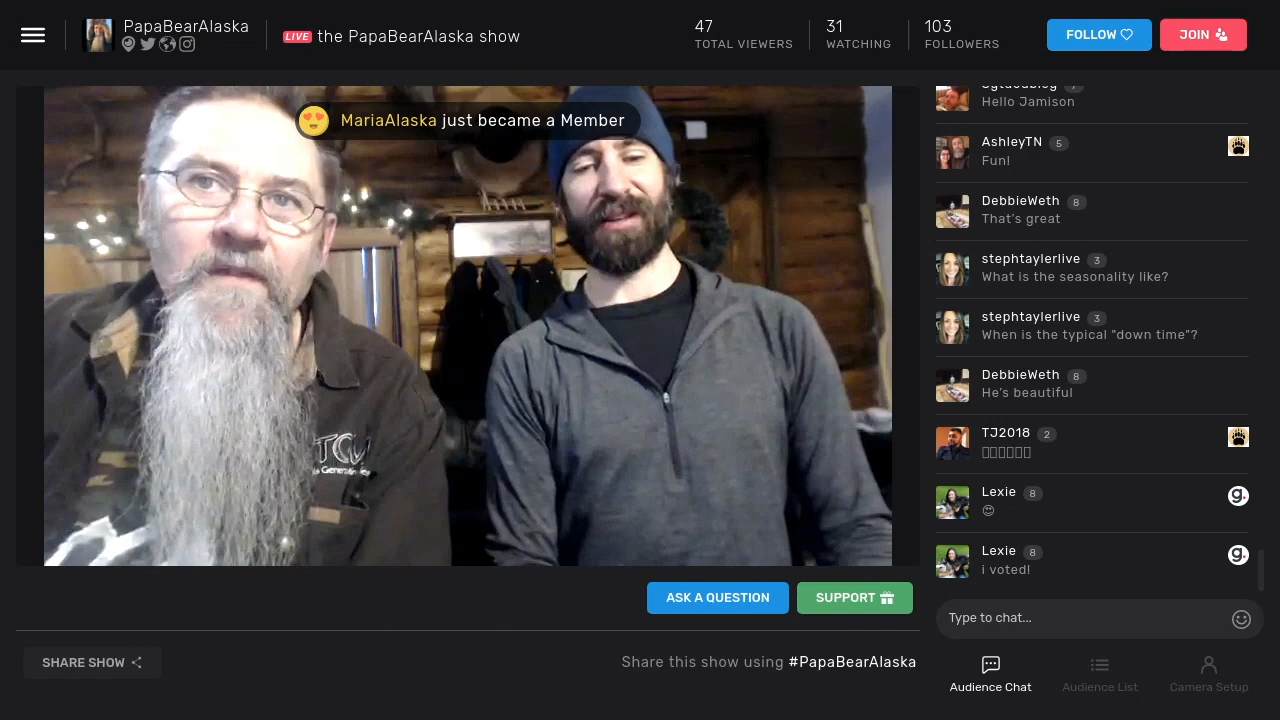 PapaBearAlaska
LIVE the PapaBearAlaska show
47
TOTAL VIEWERS
31
WATCHING
103
FOLLOWERS
FOLLOW
JOIN
MariaAlaska just became a Member
TCW
Hello Jamison
AshleyTN 5
Fun!
DebbieWeth 8
That's great
stephtaylerlive 3
What is the seasonality like?
stephtaylerlive 3
When is the typical "down time"?
DebbieWeth 8
He's beautiful
TJ2018 2
Lexie 8
g.
Lexie 8
g.
i voted!
ASK A QUESTION
SUPPORT
Type to chat...
SHARE SHOW
Share this show using #PapaBearAlaska
Audience Chat
Audience List
Camera Setup